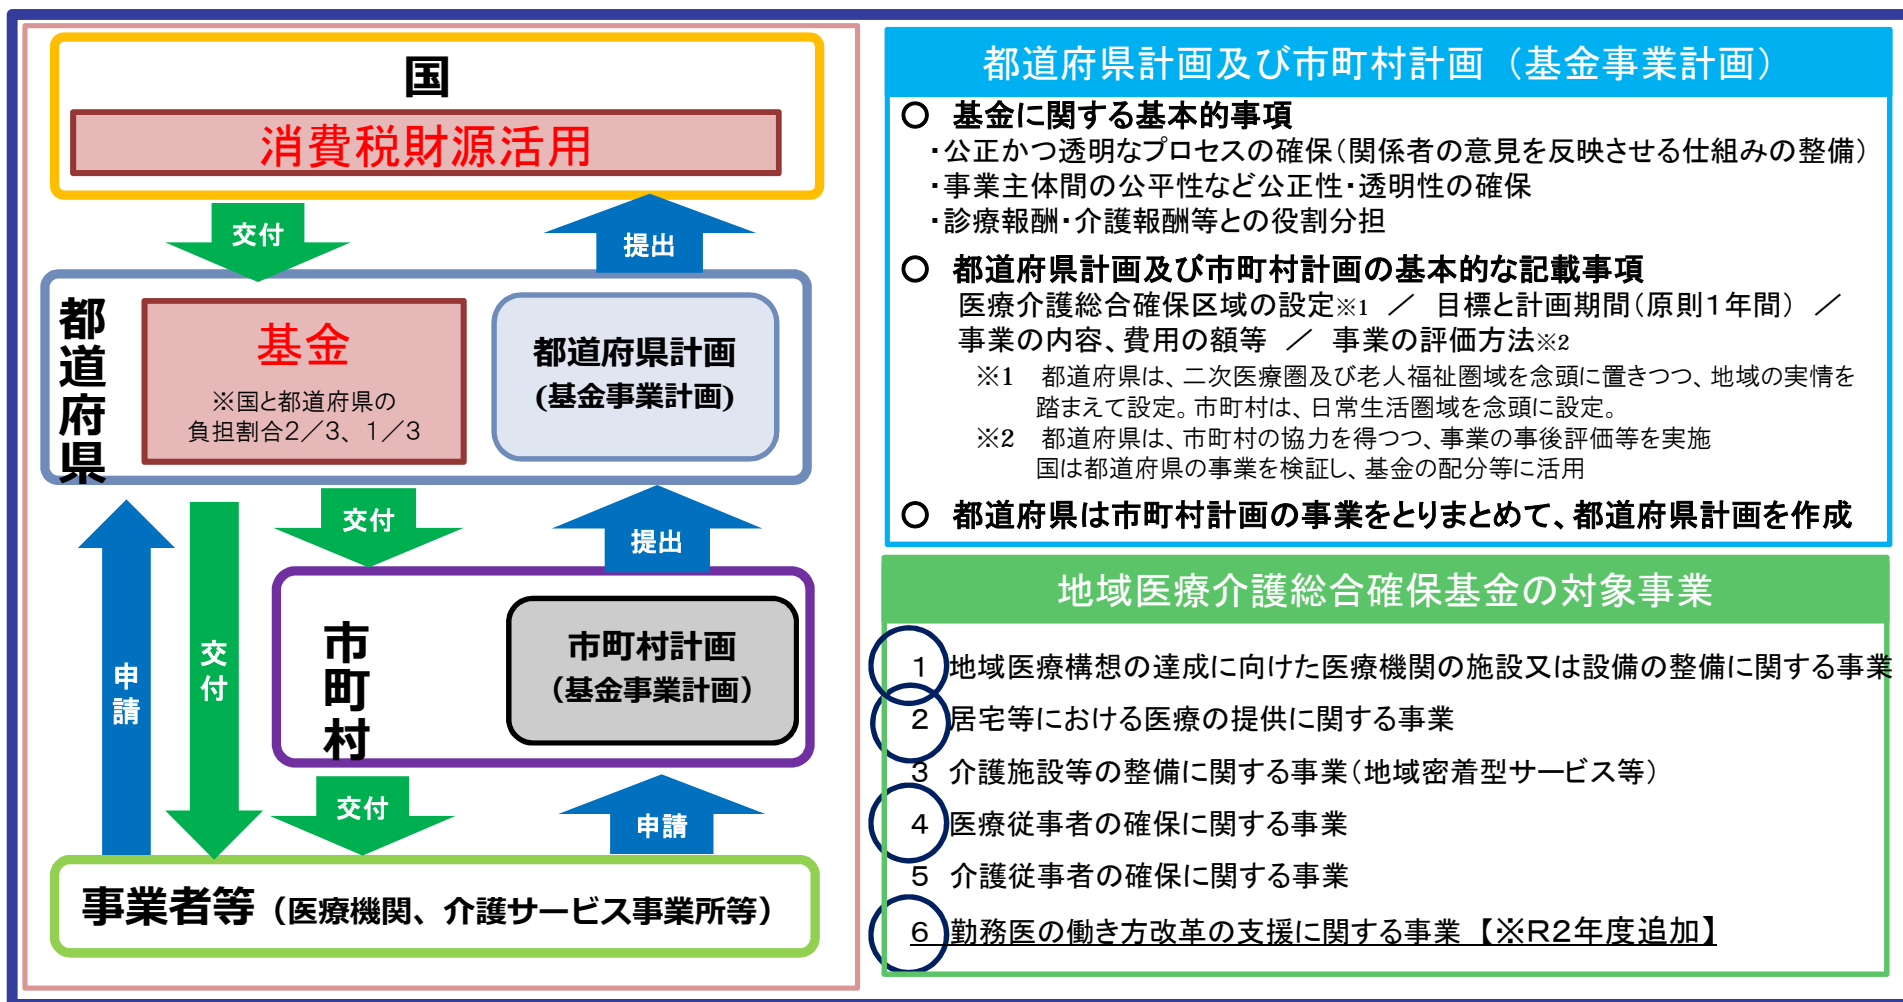 国
消費税財源活用
交付
提出
都道府県
基金
※国と都道府県の
負担割合2/3、1/3
都道府県計画
(基金事業計画)
交付
提出
申請
交付
市町村
市町村計画
(基金事業計画)
交付
申請
事業者等(医療機関、介護サービス事業所等)
都道府県計画及び市町村計画(基金事業計画)
○ 基金に関する基本的事項
・公正かつ透明なプロセスの確保(関係者の意見を反映させる仕組みの整備)
・事業主体間の公平性など公正性・透明性の確保
・診療報酬・介護報酬等との役割分担
○ 都道府県計画及び市町村計画の基本的な記載事項
医療介護総合確保区域の設定※1 / 目標と計画期間(原則1年間) /
事業の内容、費用の額等 / 事業の評価方法※2
※1 都道府県は、二次医療圏及び老人福祉圏域を念頭に置きつつ、地域の実情を
踏まえて設定。市町村は、日常生活圏域を念頭に設定。
※2 都道府県は、市町村の協力を得つつ、事業の事後評価等を実施
国は都道府県の事業を検証し、基金の配分等に活用
○ 都道府県は市町村計画の事業をとりまとめて、都道府県計画を作成
地域医療介護総合確保基金の対象事業
1 地域医療構想の達成に向けた医療機関の施設又は設備の整備に関する事業
2 居宅等における医療の提供に関する事業
3 介護施設等の整備に関する事業(地域密着型サービス等)
4 医療従事者の確保に関する事業
5 介護従事者の確保に関する事業
6 勤務医の働き方改革の支援に関する事業【※R2年度追加】